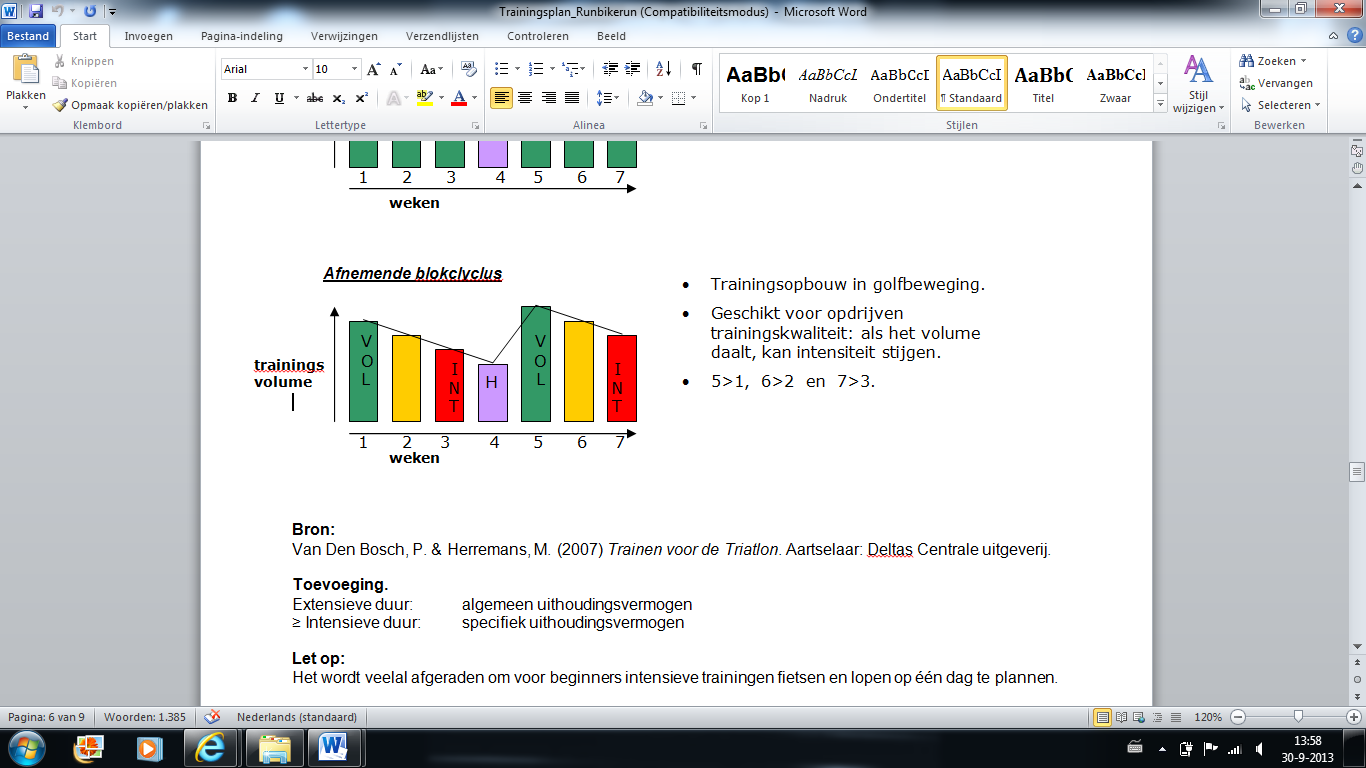 Trainingsplan_Runbikerun (Compatibiliteitsmodus) - Microsoft Word
Bestand Start Invoegen Pagina-indeling Verwijzingen Verzendlijsten Controleren Beeld
Plakken
Knippen
Kopiëren
Opmaak kopiëren/plakken
Klembord
Arial 10
B I U abc x₂ x²
Lettertype
Alinea
AaBbC AaBbCcI AaBbCcI AaBbCcI AaBbC AaBbCcI
Kop 1 Nadruk Ondertitel ¶ Standaard Titel Zwaar
Stijlen
Stijl wijzigen
Zoeken
Vervangen
Selecteren
Bewerken
1 2 3 4 5 6 7
weken
Afnemende blokclyclus
trainings
volume
VOL
INT
H
VOL
INT
1 2 3 4 5 6 7
weken
• Trainingsopbouw in golfbeweging.
• Geschikt voor opdrijven
trainingskwaliteit: als het volume
daalt, kan intensiteit stijgen.
• 5>1, 6>2 en 7>3.
Bron:
Van Den Bosch, P. & Herremans, M. (2007) Trainen voor de Triatlon. Aartselaar: Deltas Centrale uitgeverij.
Toevoeging.
Extensieve duur: algemeen uithoudingsvermogen
≥ Intensieve duur: specifiek uithoudingsvermogen
Let op:
Het wordt veelal afgeraden om voor beginners intensieve trainingen fietsen en lopen op één dag te plannen.
Pagina: 6 van 9 Woorden: 1.385 Nederlands (standaard) 120%
13:58
30-9-2013